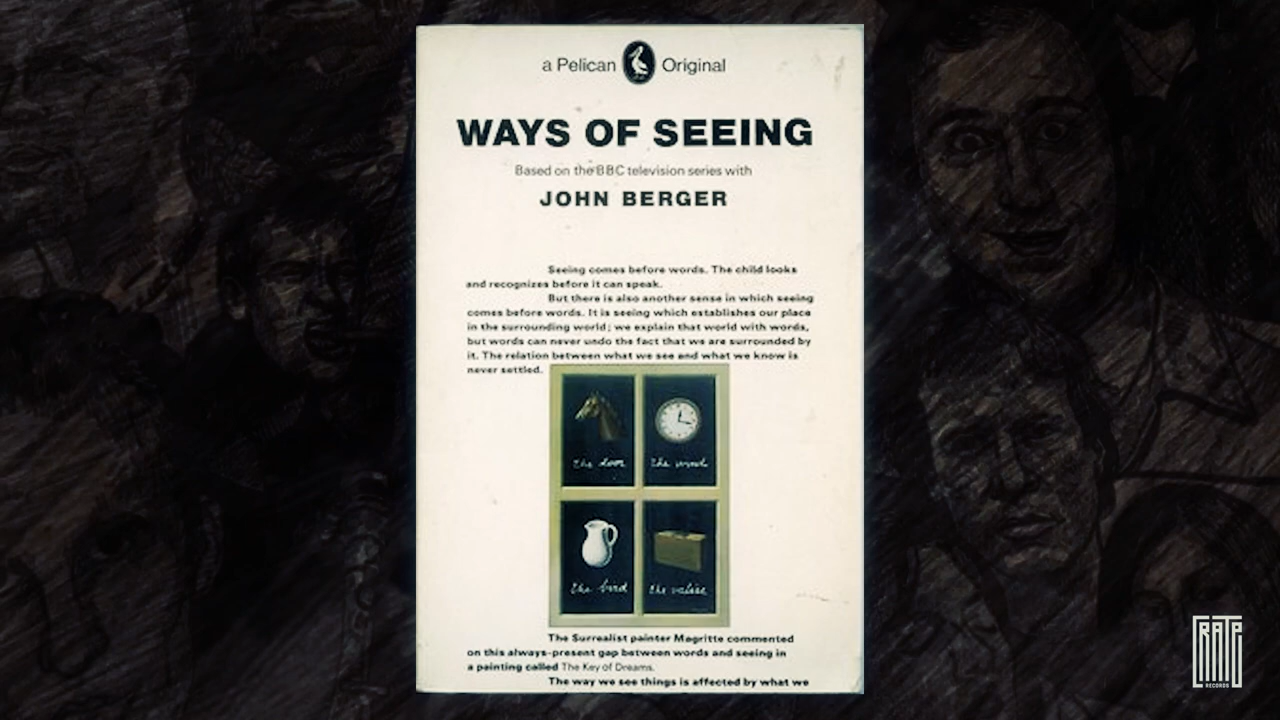 a Pelican Original
WAYS OF SEEING
Based on the BBC television series with
JOHN BERGER
Seeing comes before words. The child looks
and recognizes before it can speak.
But there is also another sense in which seeing
comes before words. It is seeing which establishes our place
in the surrounding world; we explain that world with words,
but words can never undo the fact that we are surrounded by
it. The relation between what we see and what we know is
never settled.
the door the wind
the bird the valise
The Surrealist painter Magritte commented
on this always-present gap between words and seeing in
a painting called The Key of Dreams.
The way we see things is affected by what we
CRATE
RECORDS